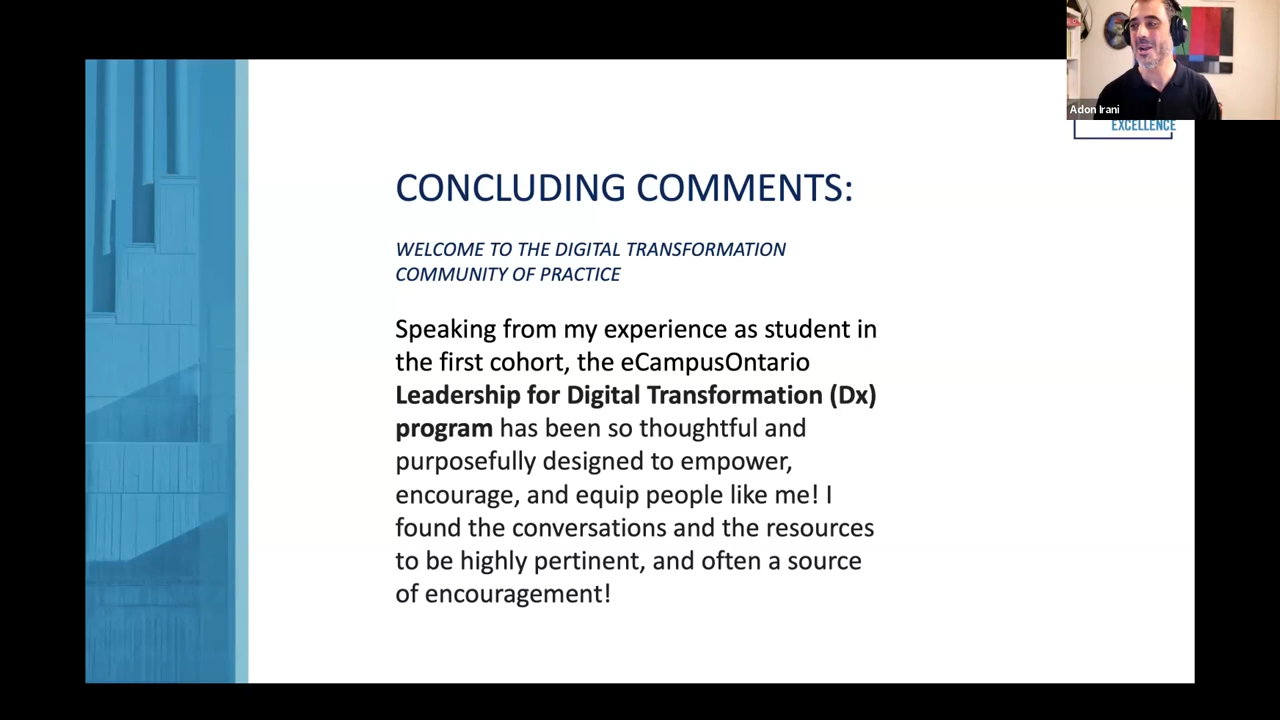 Adon Irani
EXCELLENCE
CONCLUDING COMMENTS:
WELCOME TO THE DIGITAL TRANSFORMATION
COMMUNITY OF PRACTICE
Speaking from my experience as student in
the first cohort, the eCampusOntario
Leadership for Digital Transformation (Dx)
program has been so thoughtful and
purposefully designed to empower,
encourage, and equip people like me! I
found the conversations and the resources
to be highly pertinent, and often a source
of encouragement!